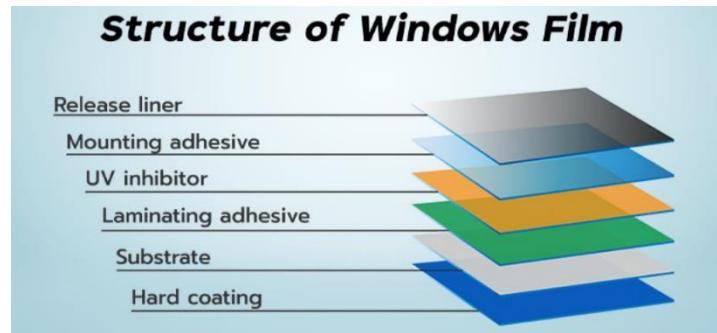 Structure of Windows Film
Release liner
Mounting adhesive
UV inhibitor
Laminating adhesive
Substrate
Hard coating